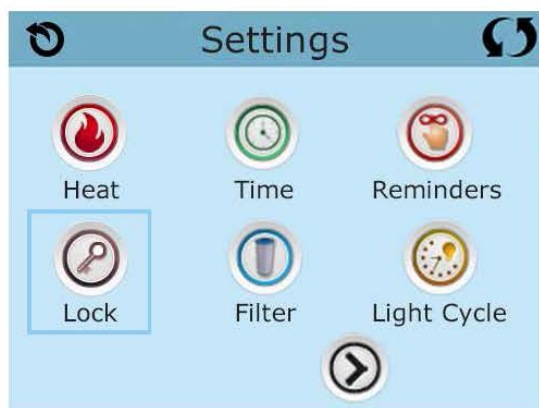 Settings
Heat
Time
Reminders
Lock
Filter
Light Cycle